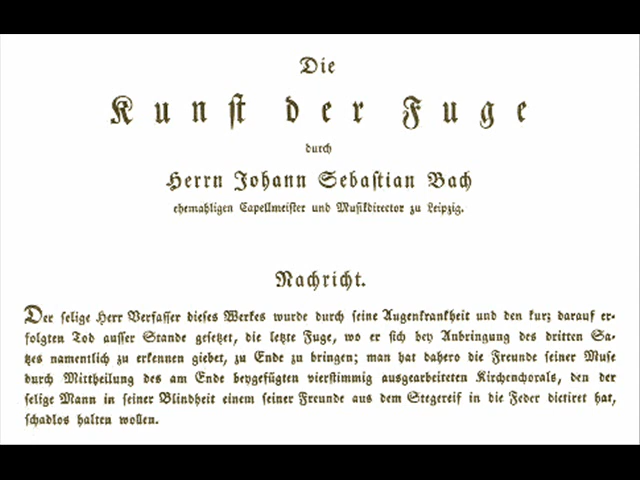 Die
Kunst der Fuge
durch
Herrn Johann Sebastian Bach
ehemahligen Capellmeister und Musikdirector zu Leipzig.
Nachricht.
Der selige Herr Verfasser dieses Werkes wurde durch seine Augenkrankheit und den kurz darauf er-
folgten Tod ausser Stande gesetzet, die letzte Fuge, wo er sich bey Anbringung des dritten Sa-
tzes namentlich zu erkennen giebet, zu Ende zu bringen; man hat dahero die Freunde seiner Muse
durch Mittheilung des am Ende beygefügten vierstimmig ausgearbeiteten Kirchenchorals, den der
selige Mann in seiner Blindheit einem seiner Freunde aus dem Stegereif in die Feder dictiret hat,
schadlos halten wollen.